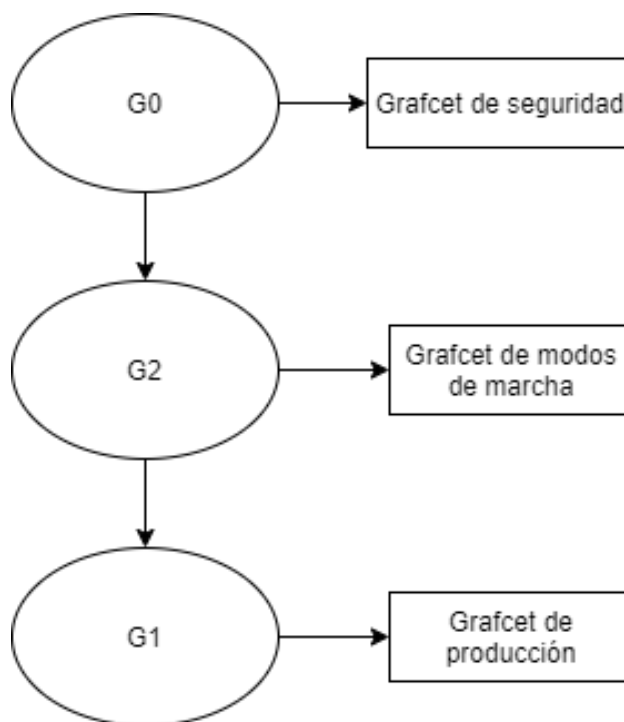 G0
Grafcet de seguridad
G2
Grafcet de modos
de marcha
G1
Grafcet de
producción